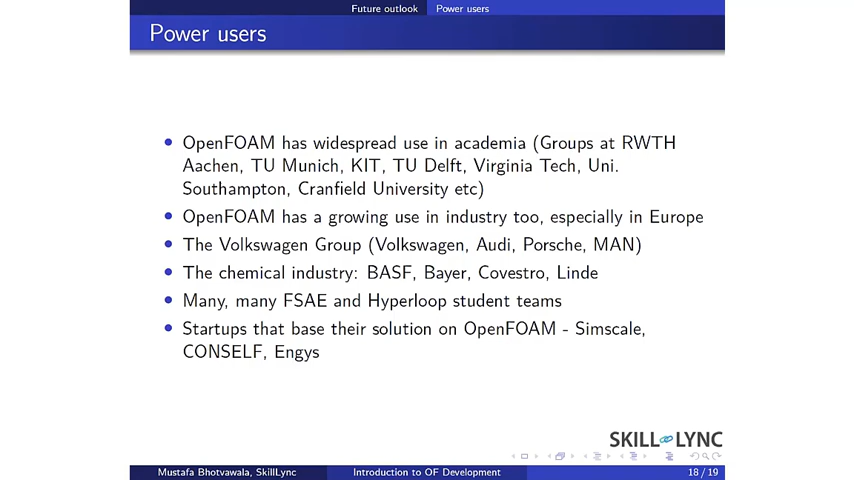 Future outlook Power users
Power users
• OpenFOAM has widespread use in academia (Groups at RWTH
Aachen, TU Munich, KIT, TU Delft, Virginia Tech, Uni.
Southampton, Cranfield University etc)
• OpenFOAM has a growing use in industry too, especially in Europe
• The Volkswagen Group (Volkswagen, Audi, Porsche, MAN)
• The chemical industry: BASF, Bayer, Covestro, Linde
• Many, many FSAE and Hyperloop student teams
• Startups that base their solution on OpenFOAM - Simscale,
CONSELF, Engys
SKILL LYNC
Mustafa Bhotvawala, SkillLync Introduction to OF Development 18 / 19